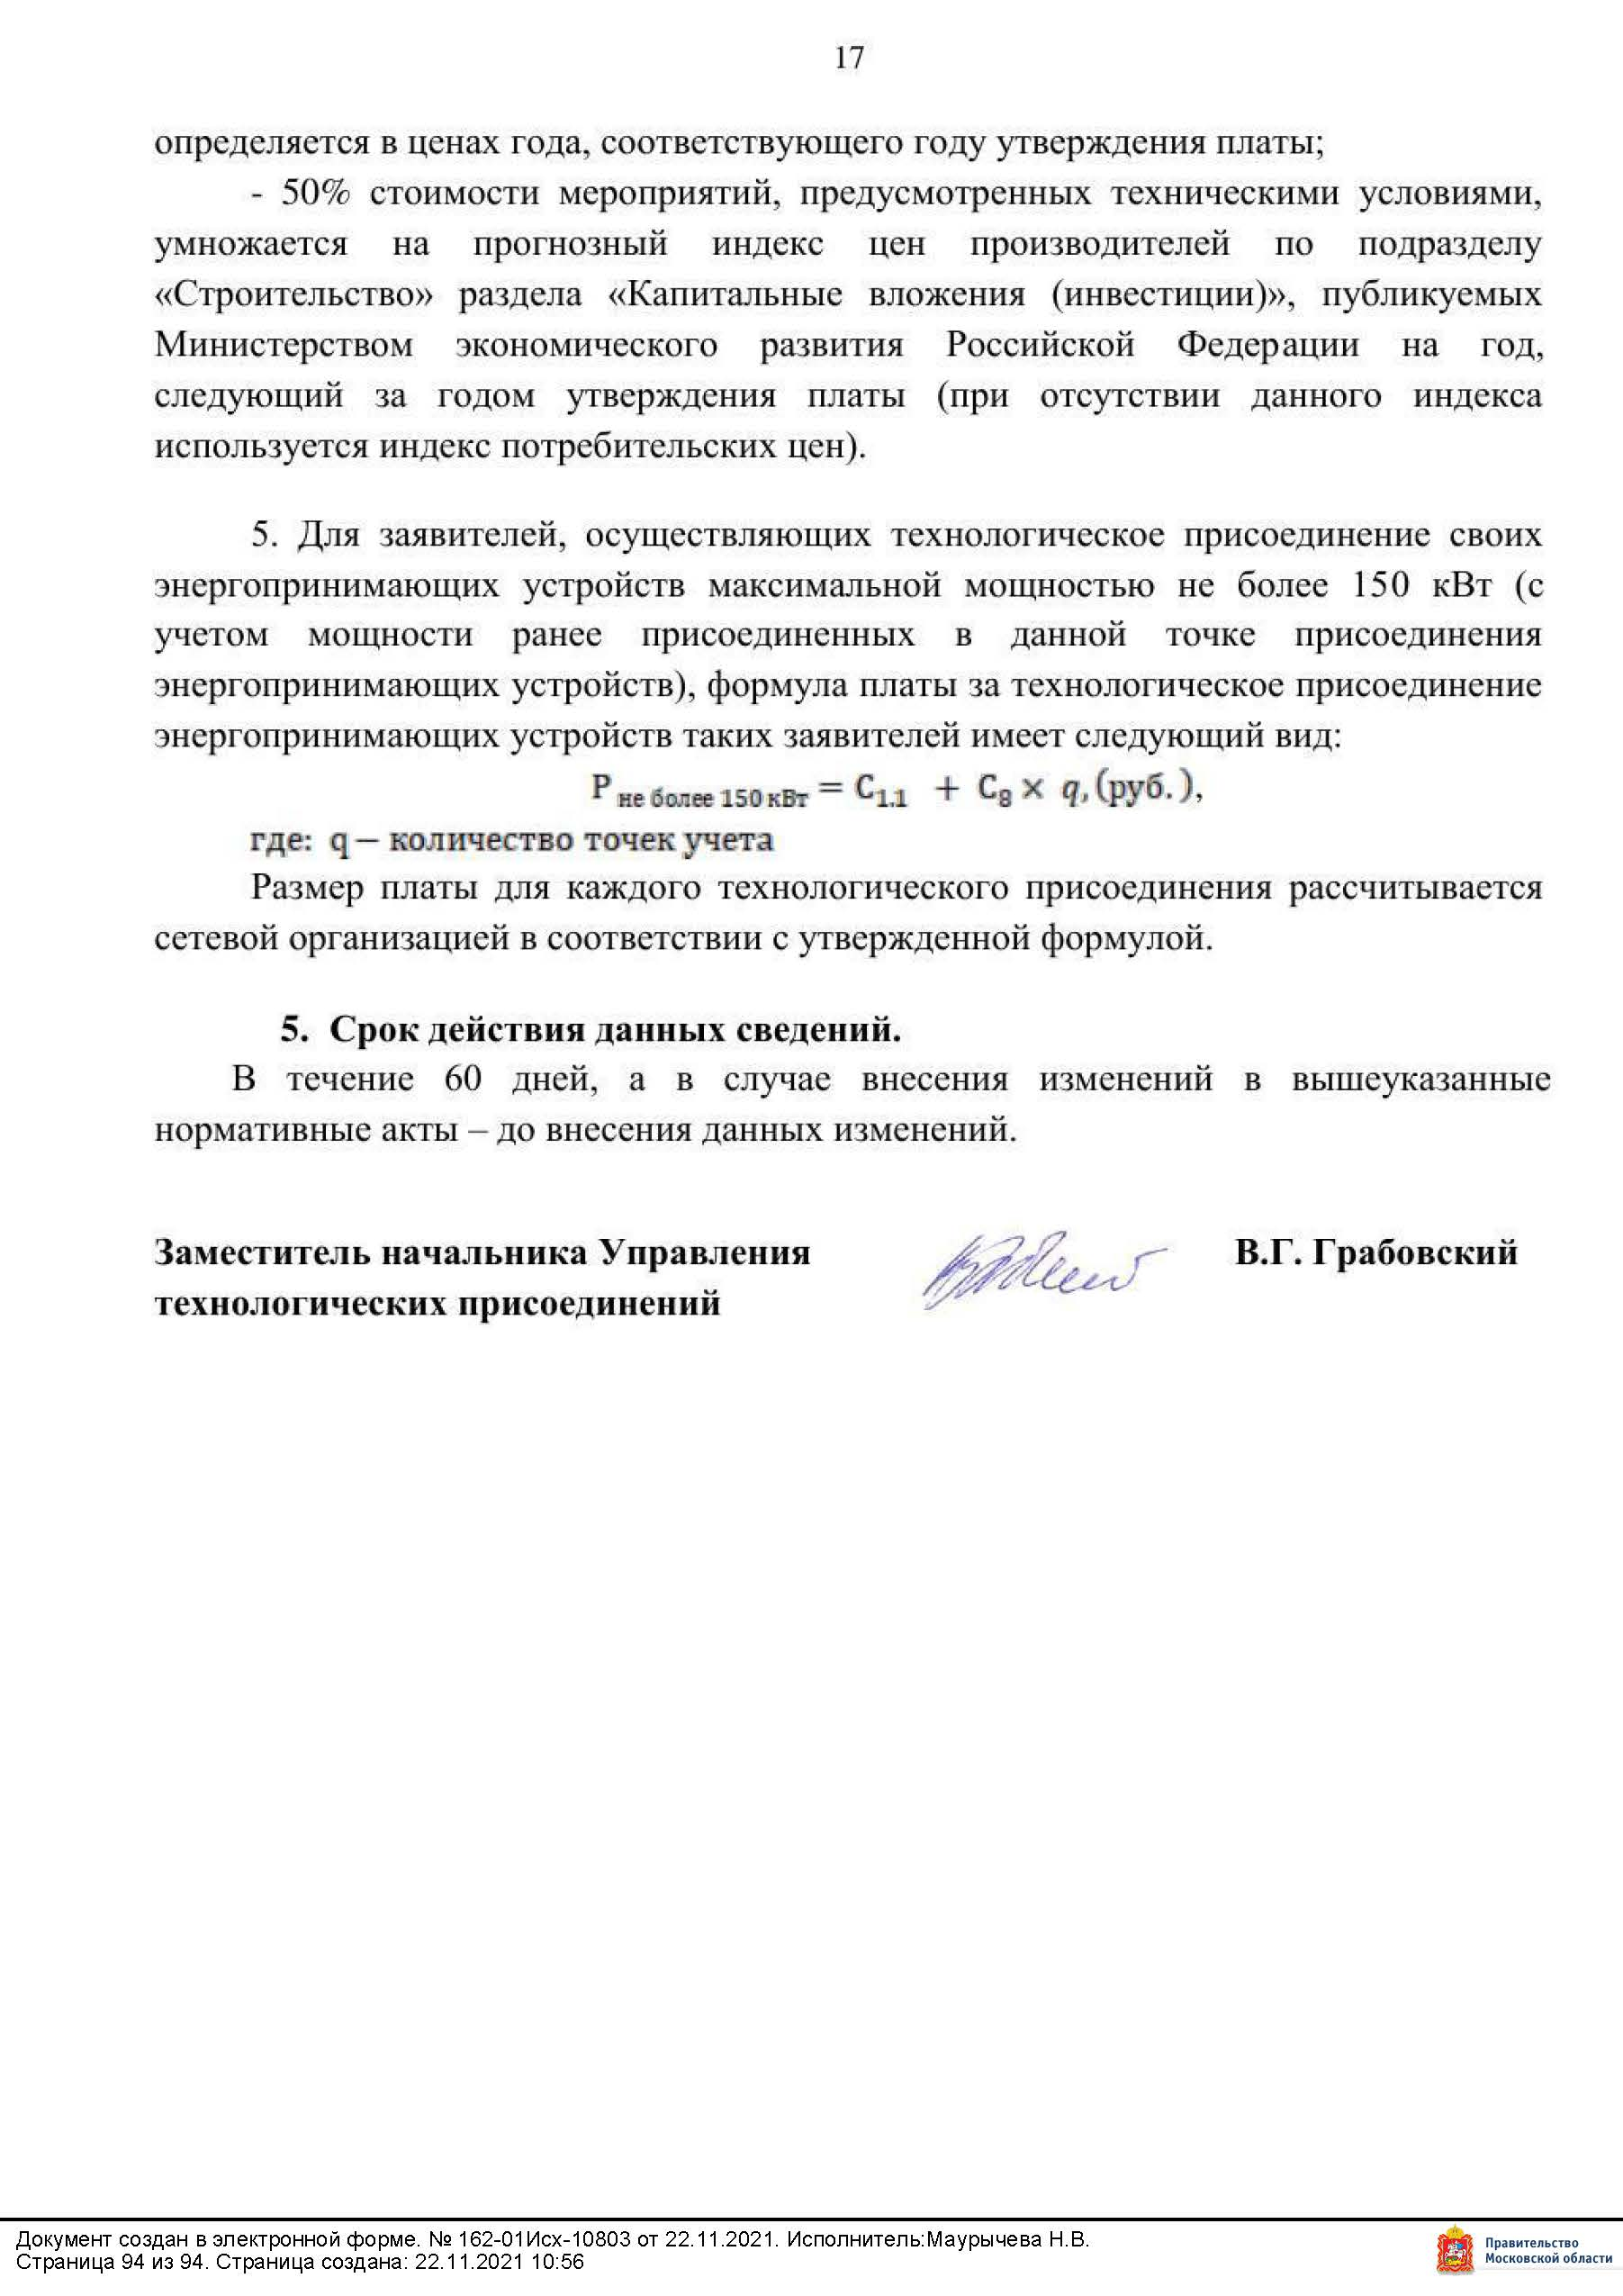 17
определяется в ценах года, соответствующего году утверждения платы;
- 50% стоимости мероприятий, предусмотренных техническими условиями,
умножается на прогнозный индекс цен производителей по подразделу
«Строительство» раздела «Капитальные вложения (инвестиции)», публикуемых
Министерством экономического развития Российской Федерации на год,
следующий за годом утверждения платы (при отсутствии данного индекса
используется индекс потребительских цен).
5. Для заявителей, осуществляющих технологическое присоединение своих
энергопринимающих устройств максимальной мощностью не более 150 кВт (с
учетом мощности ранее присоединенных в данной точке присоединения
энергопринимающих устройств), формула платы за технологическое присоединение
энергопринимающих устройств таких заявителей имеет следующий вид:
P не более 150 кВт = C1.1 + C8 × q, (руб. ),
где: q – количество точек учета
Размер платы для каждого технологического присоединения рассчитывается
сетевой организацией в соответствии с утвержденной формулой.
5. Срок действия данных сведений.
В течение 60 дней, а в случае внесения изменений в вышеуказанные
нормативные акты – до внесения данных изменений.
Заместитель начальника Управления В.Г. Грабовский
технологических присоединений
Документ создан в электронной форме. № 162-01Исх-10803 от 22.11.2021. Исполнитель:Маурычева Н.В.
Страница 94 из 94. Страница создана: 22.11.2021 10:56
Правительство
Московской области